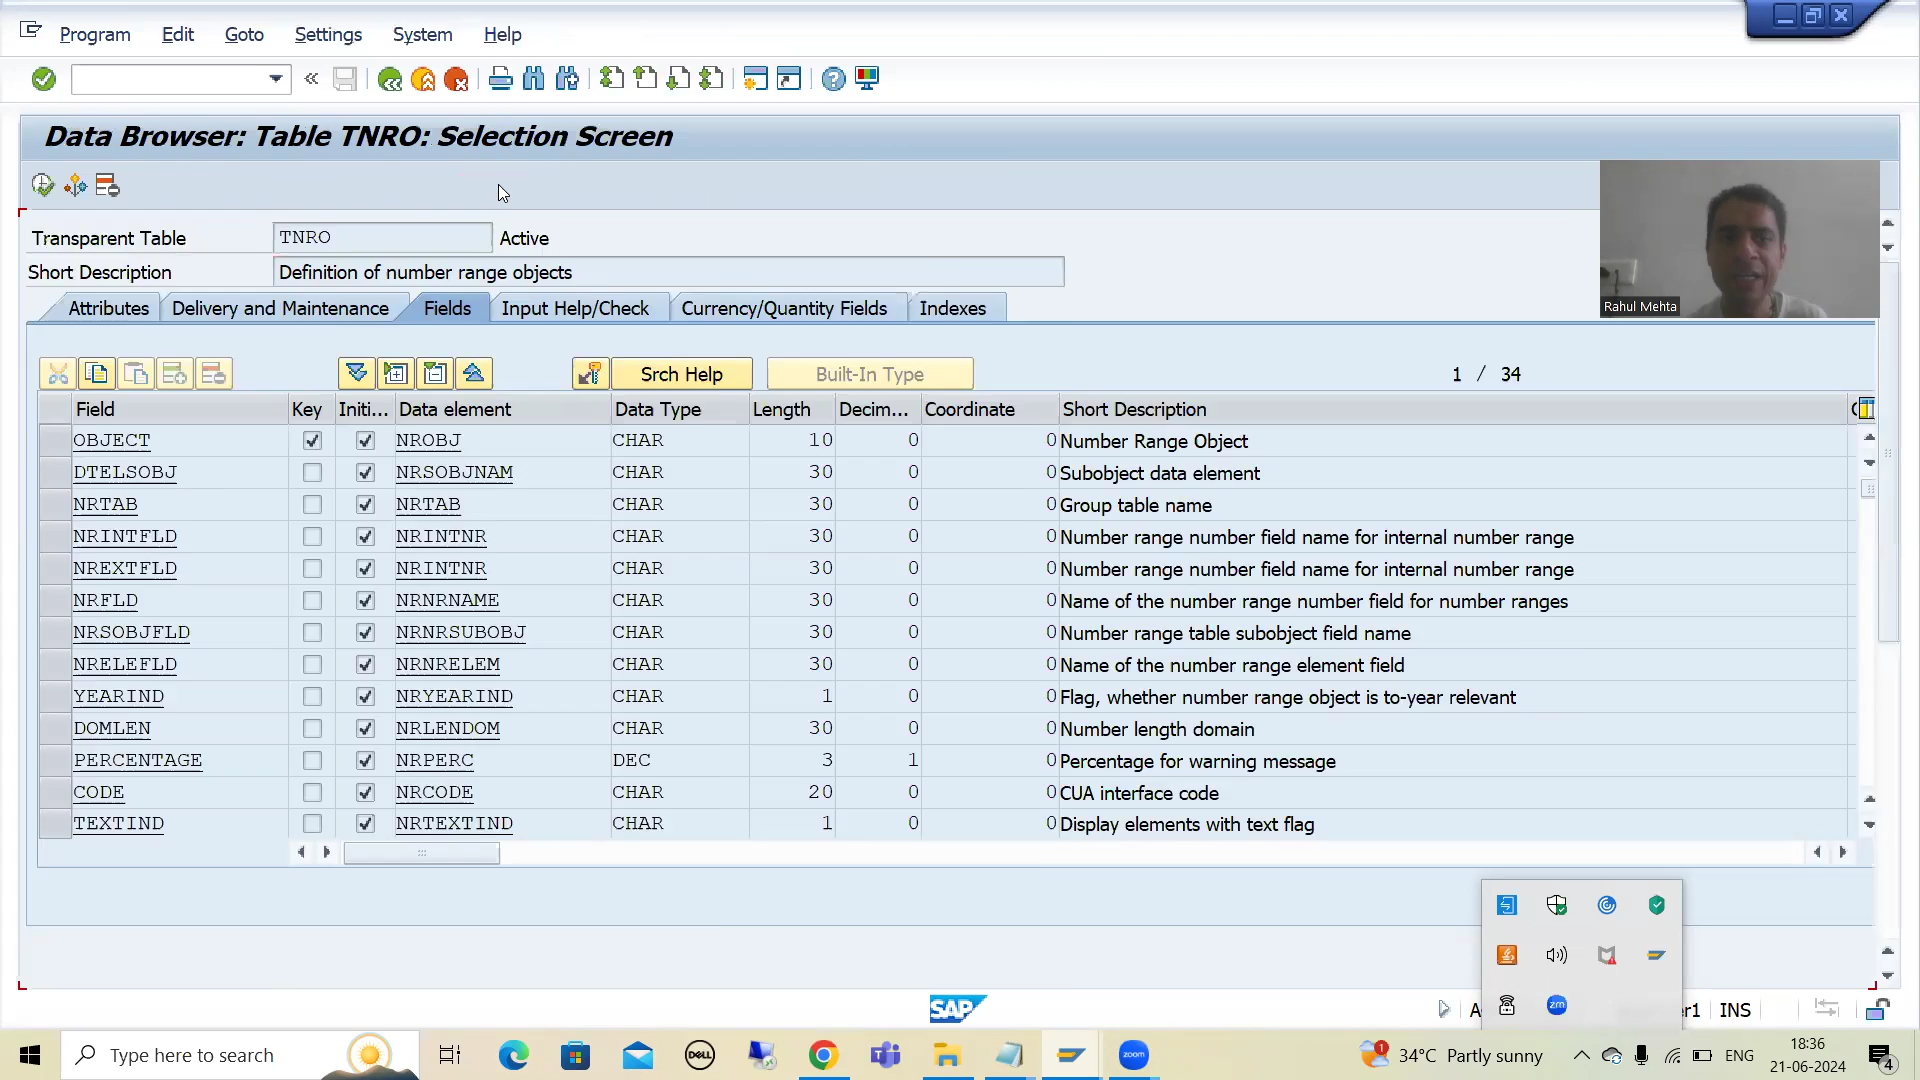 Program Edit Goto Settings System Help
Data Browser: Table TNRO: Selection Screen
Transparent Table TNRO Active
Short Description Definition of number range objects
Rahul Mehta
Attributes Delivery and Maintenance Fields Input Help/Check Currency/Quantity Fields Indexes
Srch Help Built-In Type 1 / 34
Field Key Initi... Data element Data Type Length Decim... Coordinate Short Description
OBJECT NROBJ CHAR 10 0 0 Number Range Object
DTELSOBJ NRSOBJNAM CHAR 30 0 0 Subobject data element
NRTAB NRTAB CHAR 30 0 0 Group table name
NRINTFLD NRINTNR CHAR 30 0 0 Number range number field name for internal number range
NREXTFLD NRINTNR CHAR 30 0 0 Number range number field name for internal number range
NRFLD NRNRNAME CHAR 30 0 0 Name of the number range number field for number ranges
NRSOBJFLD NRNRSUBOBJ CHAR 30 0 0 Number range table subobject field name
NRELEFLD NRNRELEM CHAR 30 0 0 Name of the number range element field
YEARIND NRYEARIND CHAR 1 0 0 Flag, whether number range object is to-year relevant
DOMLEN NRLENDOM CHAR 30 0 0 Number length domain
PERCENTAGE NRPERC DEC 3 1 0 Percentage for warning message
CODE NRCODE CHAR 20 0 0 CUA interface code
TEXTIND NRTEXTIND CHAR 1 0 0 Display elements with text flag
zm
SAP INS
Type here to search DELL zoom 1 34°C Partly sunny ENG 18:36
21-06-2024 4